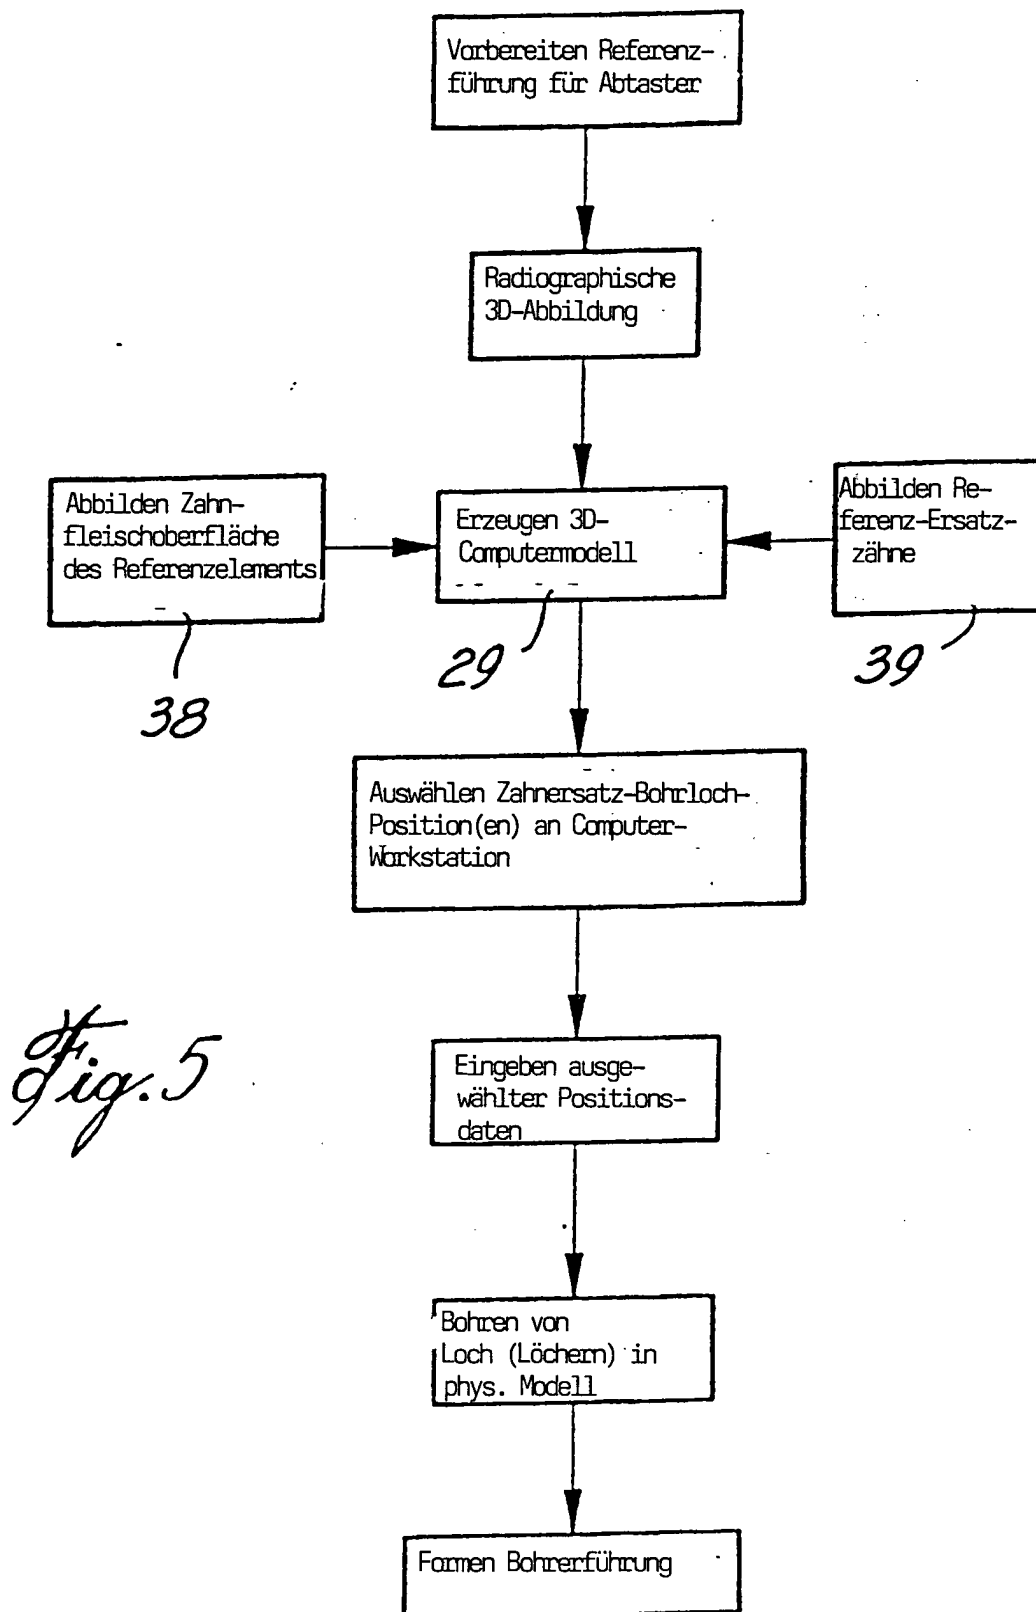 Vorbereiten Referenz-
führung für Abtaster
Radiographische
3D-Abbildung
Abbilden Zahn-
fleischoberfläche
des Referenzelements
Erzeugen 3D-
Computermodell
Abbilden Re-
ferenz-Ersatz-
zähne
38
29
39
Auswählen Zahnersatz-Bohrloch-
Position(en) an Computer-
Workstation
Eingeben ausge-
wählter Positions-
daten
Fig. 5
Bohren von
Loch (Löchern) in
phys. Modell
Formen Bohrerführung